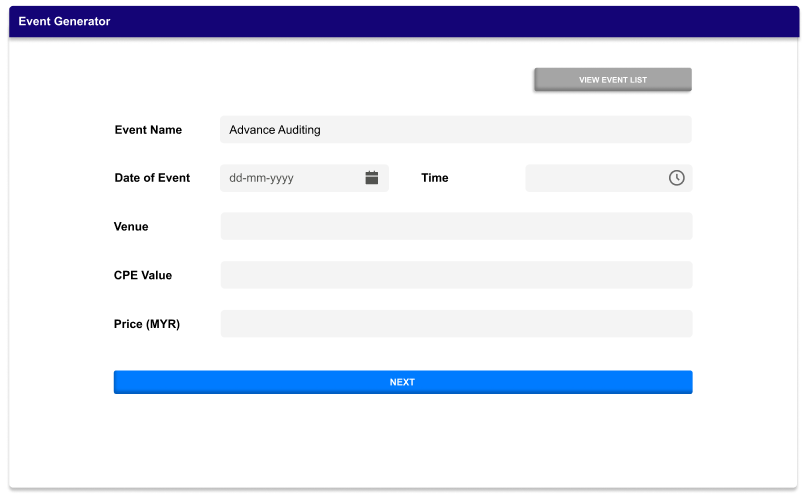 Event Generator
VIEW EVENT LIST
Event Name Advance Auditing
Date of Event dd-mm-yyyy Time
Venue
CPE Value
Price (MYR)
NEXT